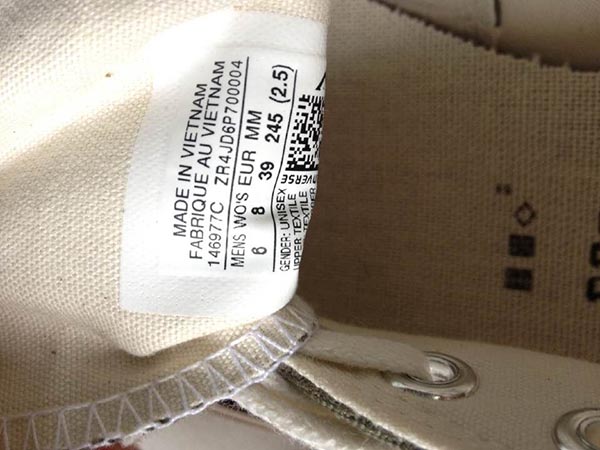 MADE IN VIETNAM
FABRIQUE AU VIETNAM
146977C ZR4JD6P700004
MENS WO'S EUR MM
6 8 39 245 (2.5)
GENDER: UNISEX
UPPER TEXTILE